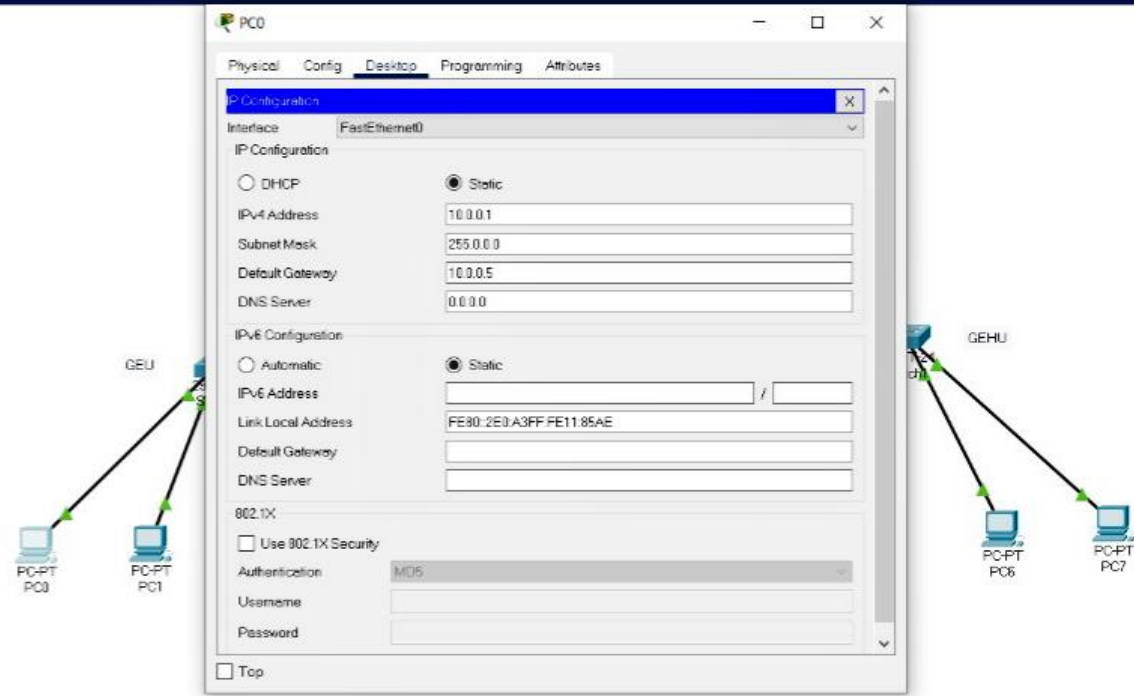 PC0
Physical Config Desktop Programming Attributes
IP Configuration
X
Interface FastEthernet0
IP Configuration
DHCP Static
IPv4 Address 10.0.0.1
Subnet Mask 255.0.0.0
Default Gateway 10.0.0.5
DNS Server 0.0.0.0
IPv6 Configuration
Automatic Static
IPv6 Address /
Link Local Address FE80::2E0:A3FF:FE11:85AE
Default Gateway
DNS Server
802.1X
Use 802.1X Security
Authentication MD5
Username
Password
Top
GEU
PC-PT
PC0
PC-PT
PC1
GEHU
PC-PT
PC6
PC-PT
PC7